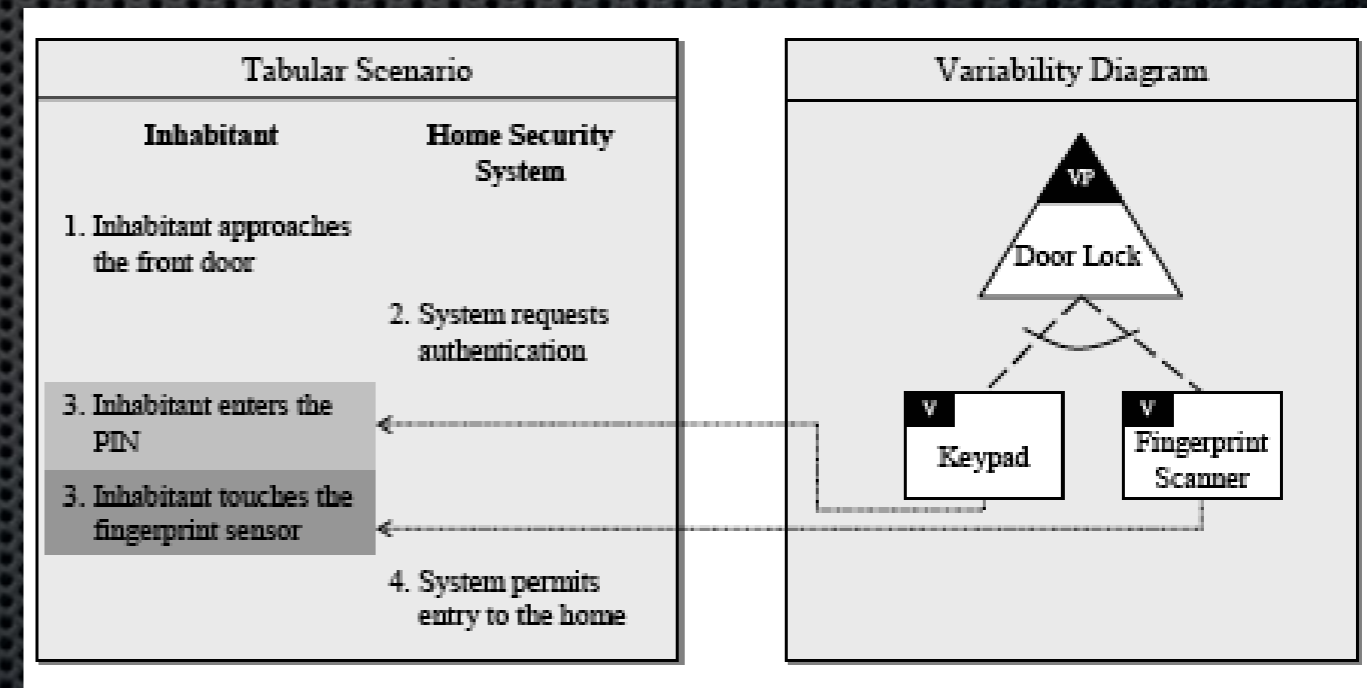 Tabular Scenario
Inhabitant
Home Security
System
1. Inhabitant approaches
the front door
2. System requests
authentication
3. Inhabitant enters the
PIN
3. Inhabitant touches the
fingerprint sensor
4. System permits
entry to the home
Variability Diagram
VP
Door Lock
V
Keypad
V
Fingerprint
Scanner